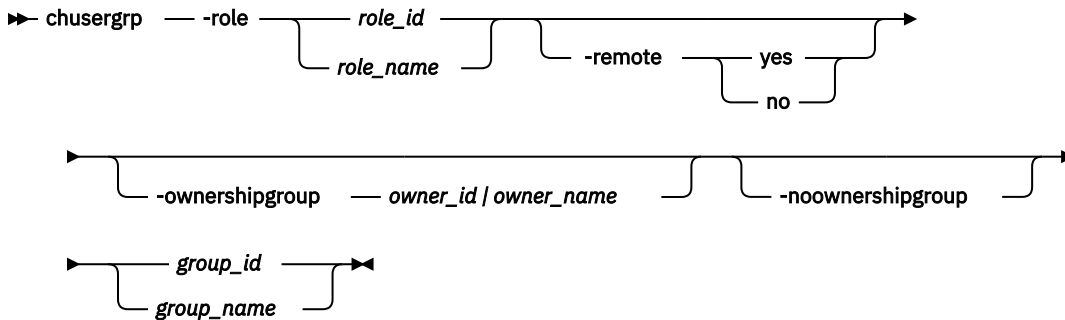 chusergrp -role role_id -remote yes
role_name no
-ownershipgroup owner_id | owner_name -noownershipgroup
group_id
group_name